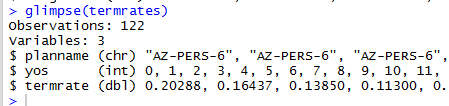 > glimpse(termrates)
Observations: 122
Variables: 3
$ planname (chr) "AZ-PERS-6", "AZ-PERS-6", "AZ-PERS-6",
$ yos      (int) 0, 1, 2, 3, 4, 5, 6, 7, 8, 9, 10, 11,
$ termrate (dbl) 0.20288, 0.16437, 0.13850, 0.11300, 0.
>